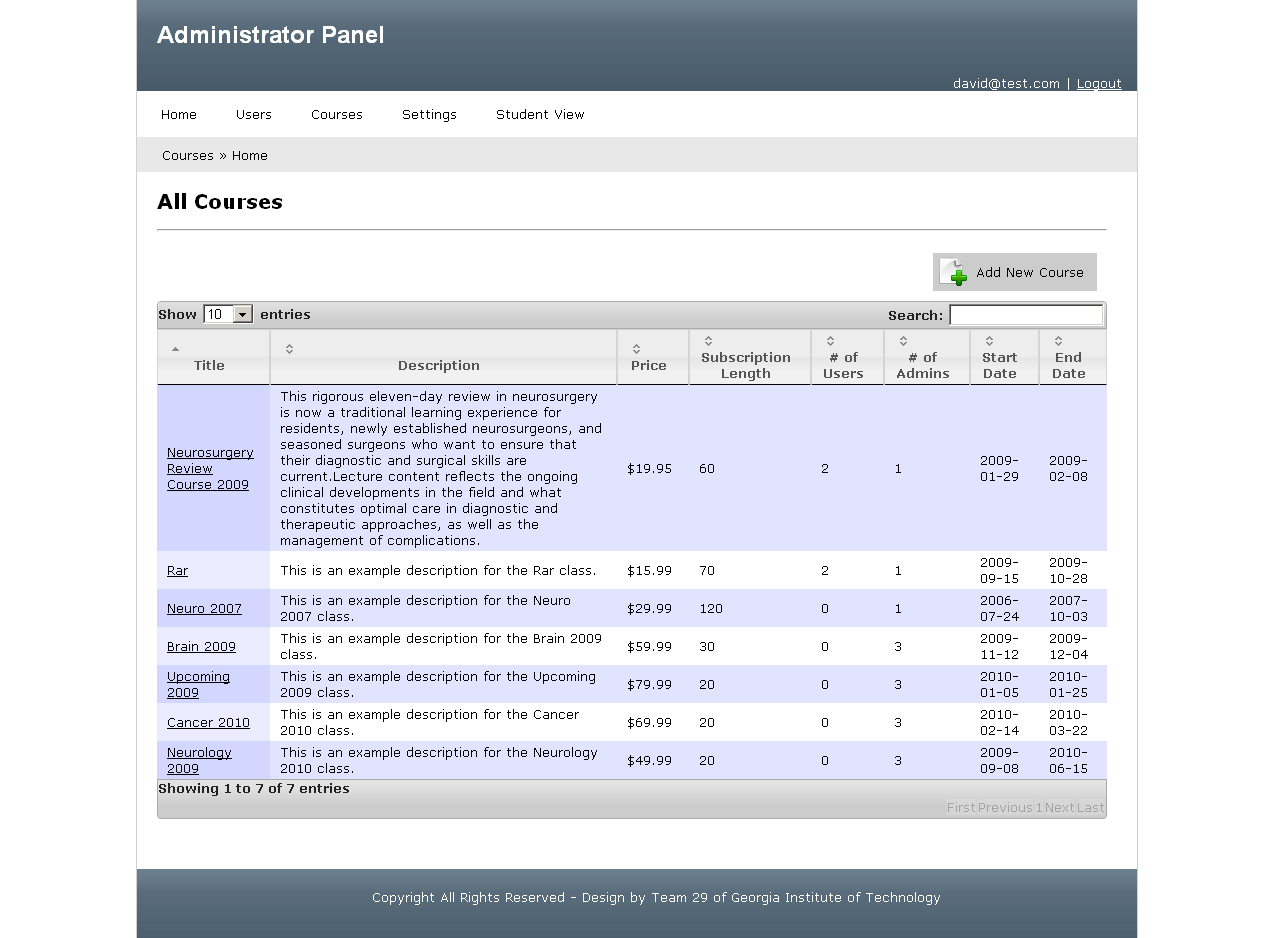 Administrator Panel
david@test.com | Logout
Home Users Courses Settings Student View
Courses » Home
All Courses
Add New Course
Show 10 entries Search:
Title Description Price Subscription Length # of Users # of Admins Start Date End Date
Neurosurgery Review Course 2009
This rigorous eleven-day review in neurosurgery
is now a traditional learning experience for
residents, newly established neurosurgeons, and
seasoned surgeons who want to ensure that
their diagnostic and surgical skills are
current.Lecture content reflects the ongoing
clinical developments in the field and what
constitutes optimal care in diagnostic and
therapeutic approaches, as well as the
management of complications.
$19.95 60 2 1 2009-01-29 2009-02-08
Rar This is an example description for the Rar class. $15.99 70 2 1 2009-09-15 2009-10-28
Neuro 2007 This is an example description for the Neuro 2007 class. $29.99 120 0 1 2006-07-24 2007-10-03
Brain 2009 This is an example description for the Brain 2009 class. $59.99 30 0 3 2009-11-12 2009-12-04
Upcoming 2009 This is an example description for the Upcoming 2009 class. $79.99 20 0 3 2010-01-05 2010-01-25
Cancer 2010 This is an example description for the Cancer 2010 class. $69.99 20 0 3 2010-02-14 2010-03-22
Neurology 2009 This is an example description for the Neurology 2010 class. $49.99 20 0 3 2009-09-08 2010-06-15
Showing 1 to 7 of 7 entries
First Previous 1 Next Last
Copyright All Rights Reserved - Design by Team 29 of Georgia Institute of Technology